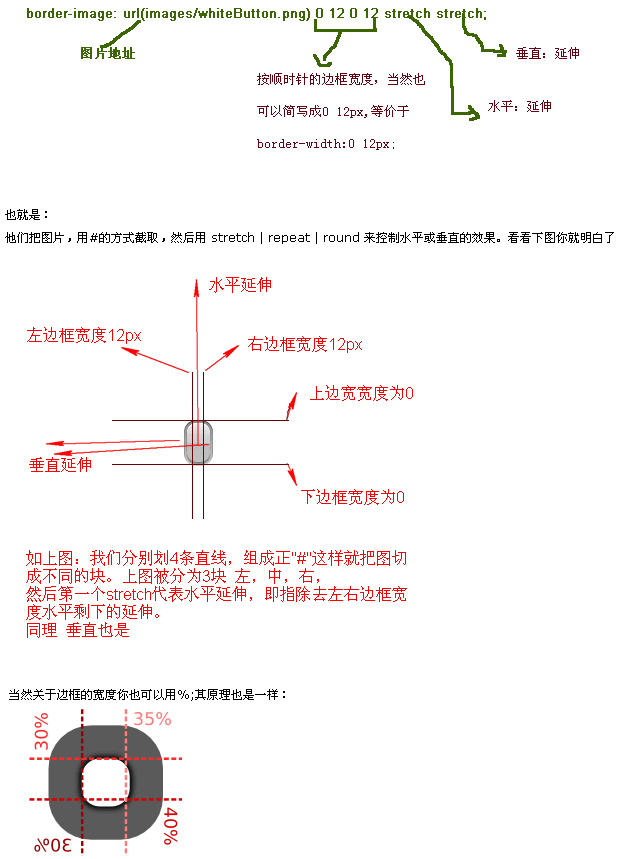 border-image: url(images/whiteButton.png) 0 12 0 12 stretch stretch;
图片地址
垂直：延伸
按顺时针的边框宽度，当然也
可以简写成0 12px,等价于
border-width:0 12px;
水平：延伸
也就是：
他们把图片，用#的方式截取，然后用 stretch | repeat | round 来控制水平或垂直的效果。看看下图你就明白了
水平延伸
左边框宽度12px
右边框宽度12px
上边宽宽度为0
垂直延伸
下边框宽度为0
如上图：我们分别划4条直线，组成正"#"这样就把图切
成不同的块。上图被分为3块 左，中，右，
然后第一个stretch代表水平延伸，即指除去左右边框宽
度水平剩下的延伸。
同理 垂直也是
当然关于边框的宽度你也可以用%;其原理也是一样：
30%
35%
40%
30%